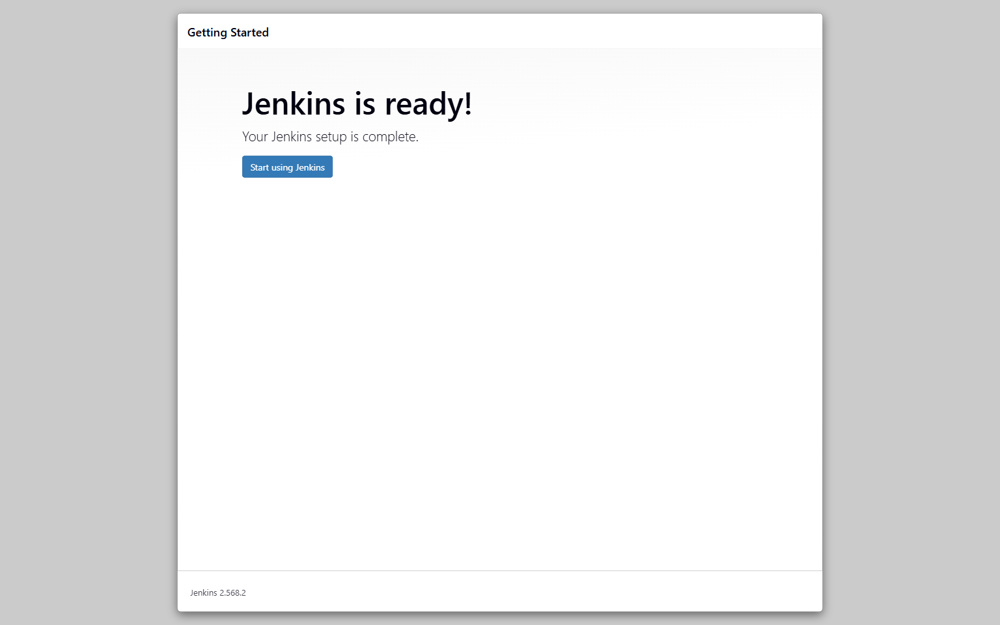 Getting Started
Jenkins is ready!
Your Jenkins setup is complete.
Start using Jenkins
Jenkins 2.568.2